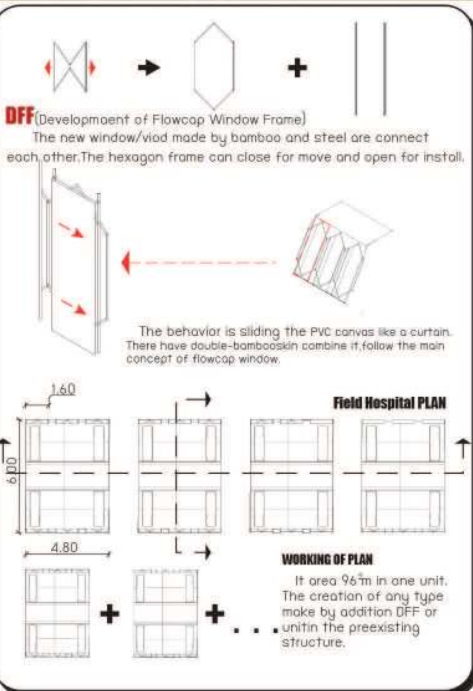 DFF(Developmaent of Flowcap Window Frame)
The new window/viod made by bamboo and steel are connect
each other.The hexagon frame can close for move and open for install.
The behavior is sliding the PVC canvas like a curtain.
There have double-bambooskin combine it,follow the main
concept of flowcap window.
1.60
Field Hospital PLAN
6.00
4.80
WORKING OF PLAN
It area 96²m in one unit.
The creation of any type
make by addition DFF or
unitin the preexisting
structure.